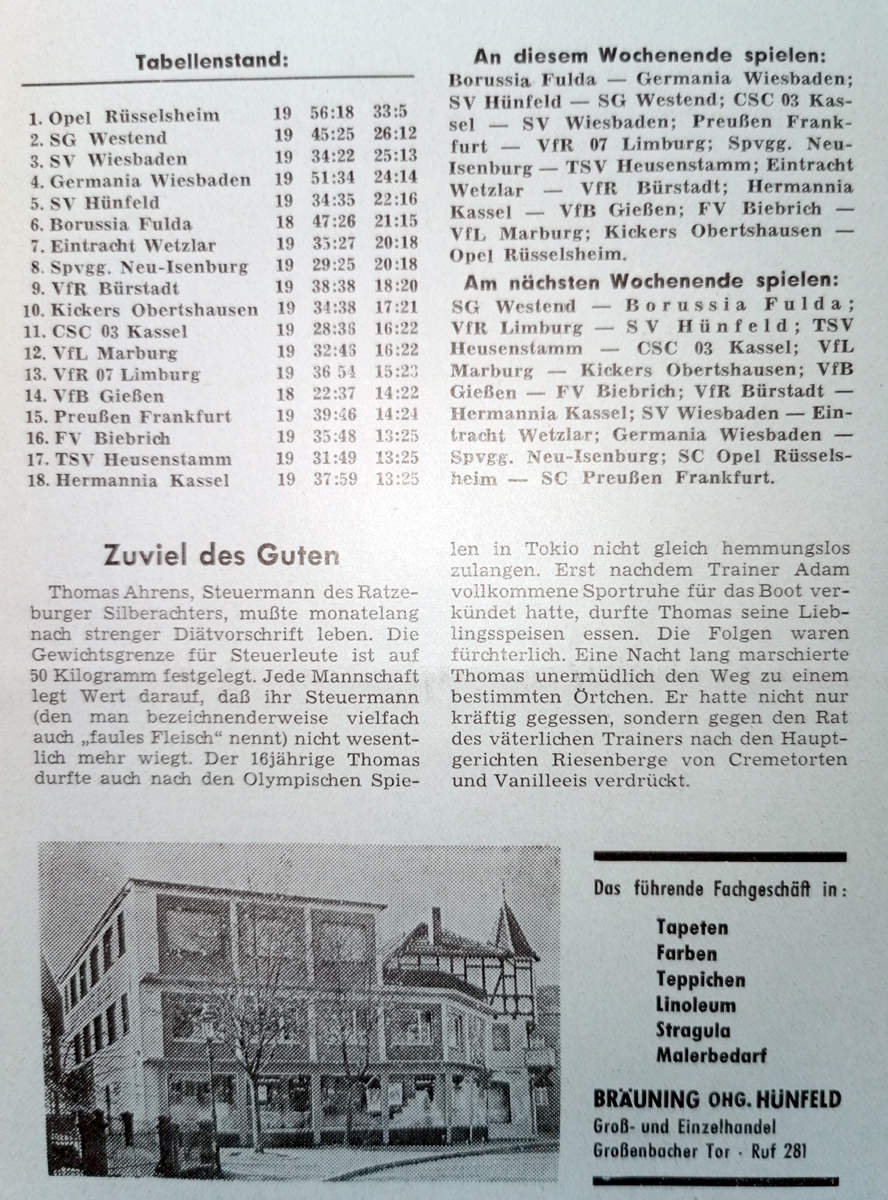 Tabellenstand:
1. Opel Rüsselsheim 19 56:18 33:5
2. SG Westend 19 45:25 26:12
3. SV Wiesbaden 19 34:22 25:13
4. Germania Wiesbaden 19 51:34 24:14
5. SV Hünfeld 19 34:35 22:16
6. Borussia Fulda 18 47:26 21:15
7. Eintracht Wetzlar 19 35:27 20:18
8. Spvgg. Neu-Isenburg 19 29:25 20:18
9. VfR Bürstadt 19 38:38 18:20
10. Kickers Obertshausen 19 34:38 17:21
11. CSC 03 Kassel 19 28:36 16:22
12. VfL Marburg 19 32:43 16:22
13. VfR 07 Limburg 19 36 54 15:23
14. VfB Gießen 18 22:37 14:22
15. Preußen Frankfurt 19 39:46 14:24
16. FV Biebrich 19 35:48 13:25
17. TSV Heusenstamm 19 31:49 13:25
18. Hermannia Kassel 19 37:59 13:25
An diesem Wochenende spielen:
Borussia Fulda — Germania Wiesbaden;
SV Hünfeld — SG Westend; CSC 03 Kas-
sel — SV Wiesbaden; Preußen Frank-
furt — VfR 07 Limburg; Spvgg. Neu-
Isenburg — TSV Heusenstamm; Eintracht
Wetzlar — VfR Bürstadt; Hermannia
Kassel — VfB Gießen; FV Biebrich —
VfL Marburg; Kickers Obertshausen —
Opel Rüsselsheim.
Am nächsten Wochenende spielen:
SG Westend — Borussia Fulda;
VfR Limburg — SV Hünfeld; TSV
Heusenstamm — CSC 03 Kassel; VfL
Marburg — Kickers Obertshausen; VfB
Gießen — FV Biebrich; VfR Bürstadt —
Hermannia Kassel; SV Wiesbaden — Ein-
tracht Wetzlar; Germania Wiesbaden —
Spvgg. Neu-Isenburg; SC Opel Rüssels-
heim — SC Preußen Frankfurt.
Zuviel des Guten
Thomas Ahrens, Steuermann des Ratze-
burger Silberachters, mußte monatelang
nach strenger Diätvorschrift leben. Die
Gewichtsgrenze für Steuerleute ist auf
50 Kilogramm festgelegt. Jede Mannschaft
legt Wert darauf, daß ihr Steuermann
(den man bezeichnenderweise vielfach
auch „faules Fleisch“ nennt) nicht wesent-
lich mehr wiegt. Der 16jährige Thomas
durfte auch nach den Olympischen Spie-
len in Tokio nicht gleich hemmungslos
zulangen. Erst nachdem Trainer Adam
vollkommene Sportruhe für das Boot ver-
kündet hatte, durfte Thomas seine Lieb-
lingsspeisen essen. Die Folgen waren
fürchterlich. Eine Nacht lang marschierte
Thomas unermüdlich den Weg zu einem
bestimmten Örtchen. Er hatte nicht nur
kräftig gegessen, sondern gegen den Rat
des väterlichen Trainers nach den Haupt-
gerichten Riesenberge von Cremetorten
und Vanilleeis verdrückt.
Das führende Fachgeschäft in:
Tapeten
Farben
Teppichen
Linoleum
Stragula
Malerbedarf
BRÄUNING OHG. HÜNFELD
Groß- und Einzelhandel
Großenbacher Tor · Ruf 281